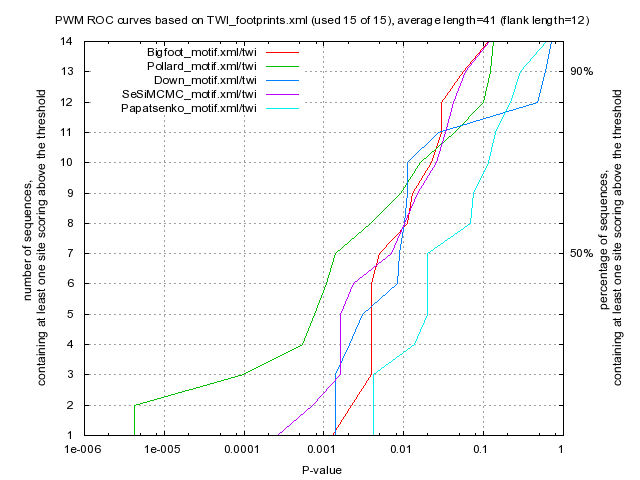 PWM ROC curves based on TWI_footprints.xml (used 15 of 15), average length=41 (flank length=12)
Bigfoot_motif.xml/twi
Pollard_motif.xml/twi
Down_motif.xml/twi
SeSiMCMC_motif.xml/twi
Papatsenko_motif.xml/twi
number of sequences,
containing at least one site scoring above the threshold
14
13
12
11
10
9
8
7
6
5
4
3
2
1
90%
50%
percentage of sequences,
containing at least one site scoring above the threshold
1e-006
1e-005
0.0001
0.001
0.01
0.1
1
P-value